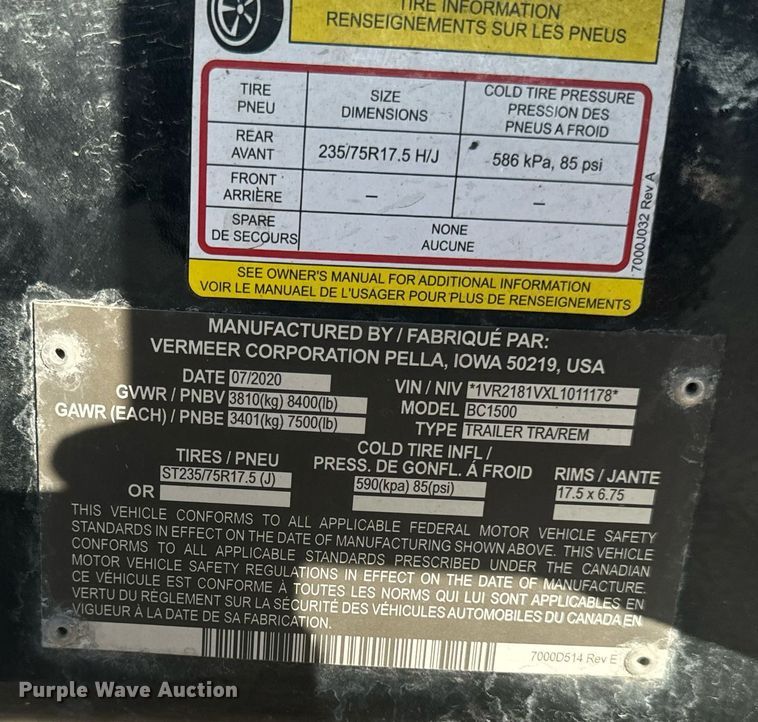 TIRE INFORMATION
RENSEIGNEMENTS SUR LES PNEUS
TIRE PNEU SIZE DIMENSIONS COLD TIRE PRESSURE PRESSION DES PNEUS A FROID
REAR AVANT 235/75R17.5 H/J 586 kPa, 85 psi
FRONT ARRIÈRE – –
SPARE DE SECOURS NONE AUCUNE
7000J032 Rev A
SEE OWNER'S MANUAL FOR ADDITIONAL INFORMATION
VOIR LE MANUAEL DE L'USAGER POUR PLUS DE RENSEIGNEMENTS
MANUFACTURED BY / FABRIQUÉ PAR:
VERMEER CORPORATION PELLA, IOWA 50219, USA
DATE 07/2020 VIN / NIV *1VR2181VXL1011178*
GVWR / PNBV 3810(kg) 8400(lb) MODEL BC1500
GAWR (EACH) / PNBE 3401(kg) 7500(lb) TYPE TRAILER TRA/REM
TIRES / PNEU COLD TIRE INFL / PRESS. DE GONFL. Á FROID RIMS / JANTE
ST235/75R17.5 (J) 590(kpa) 85(psi) 17.5 x 6.75
OR
THIS VEHICLE CONFORMS TO ALL APPLICABLE FEDERAL MOTOR VEHICLE SAFETY
STANDARDS IN EFFECT ON THE DATE OF MANUFACTURING SHOWN ABOVE. THIS VEHICLE
CONFORMS TO ALL APPLICABLE STANDARDS PRESCRIBED UNDER THE CANADIAN
MOTOR VEHICLE SAFETY REGULATIONS IN EFFECT ON THE DATE OF MANUFACTURE.
CE VÉHICULE EST CONFORME À TOUTES LES NORMS QUI LUI SONT APPLICABLES EN
VERTU DU RÈGLEMENT SUR LA SÉCURITÉ DES VÉHICULES AUTOMOBILES DU CANADA EN
VIGUEUR À LA DATE DE SA FABRICATION.
7000D514 Rev E
Purple Wave Auction